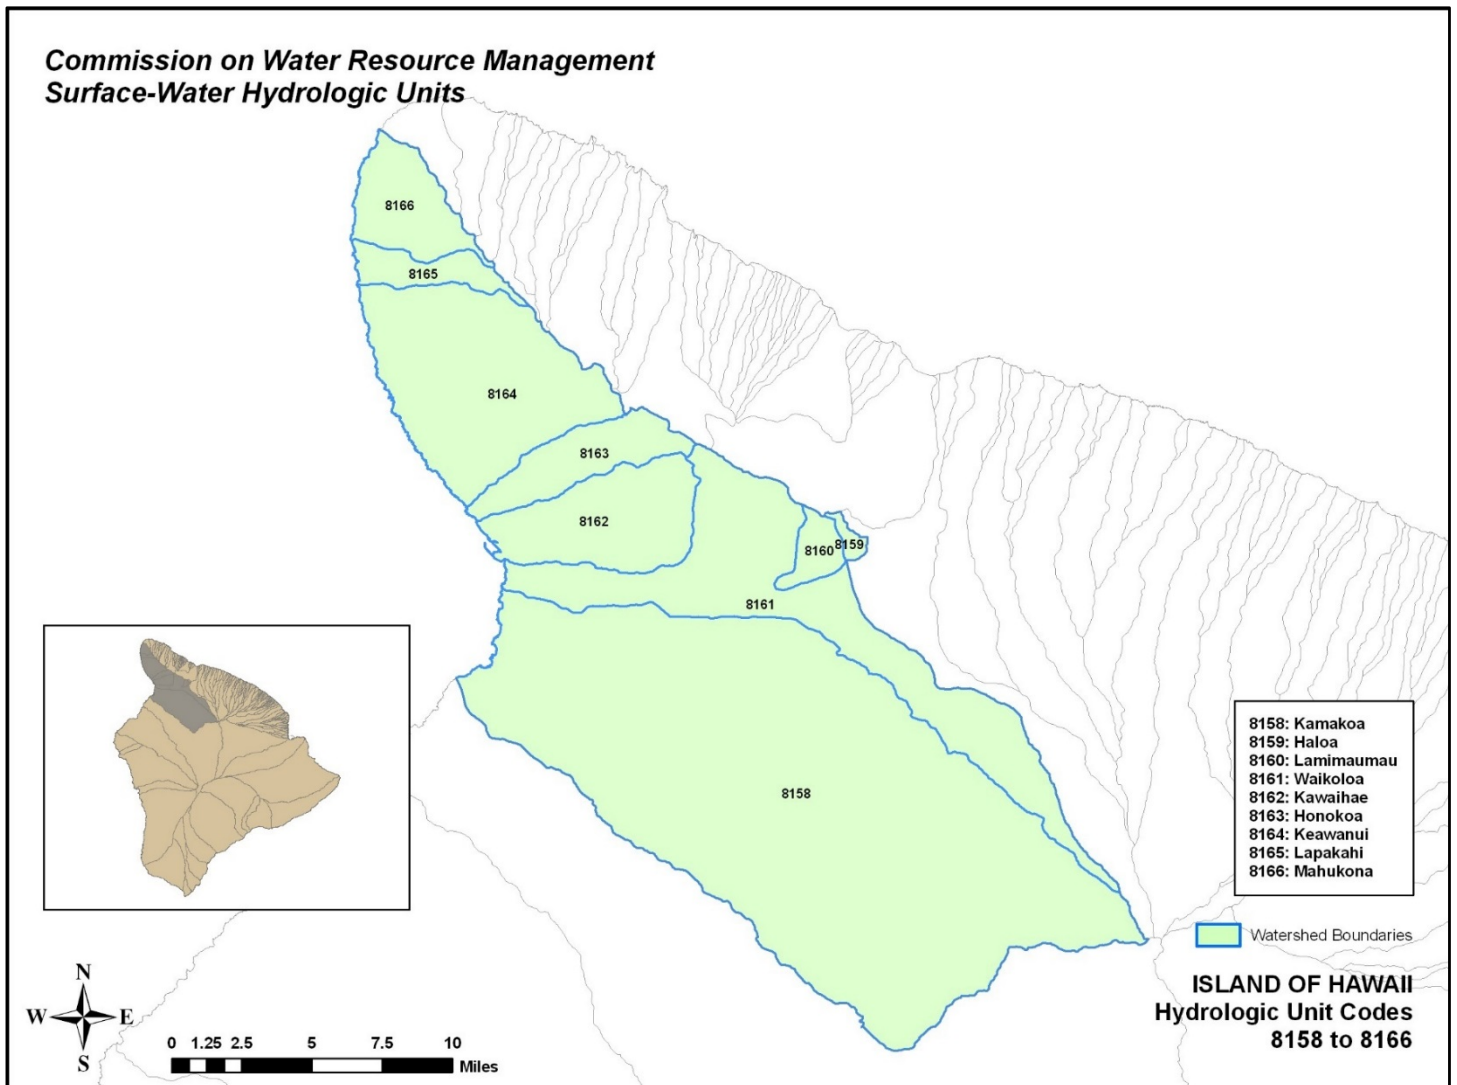 Commission on Water Resource Management
Surface-Water Hydrologic Units
8166
8165
8164
8163
8162
8160
8159
8161
8158
8158: Kamakoa
8159: Haloa
8160: Lamimaumau
8161: Waikoloa
8162: Kawaihae
8163: Honokoa
8164: Keawanui
8165: Lapakahi
8166: Mahukona
Watershed Boundaries
ISLAND OF HAWAII
Hydrologic Unit Codes
8158 to 8166
N
W E
S
0 1.25 2.5 5 7.5 10
Miles